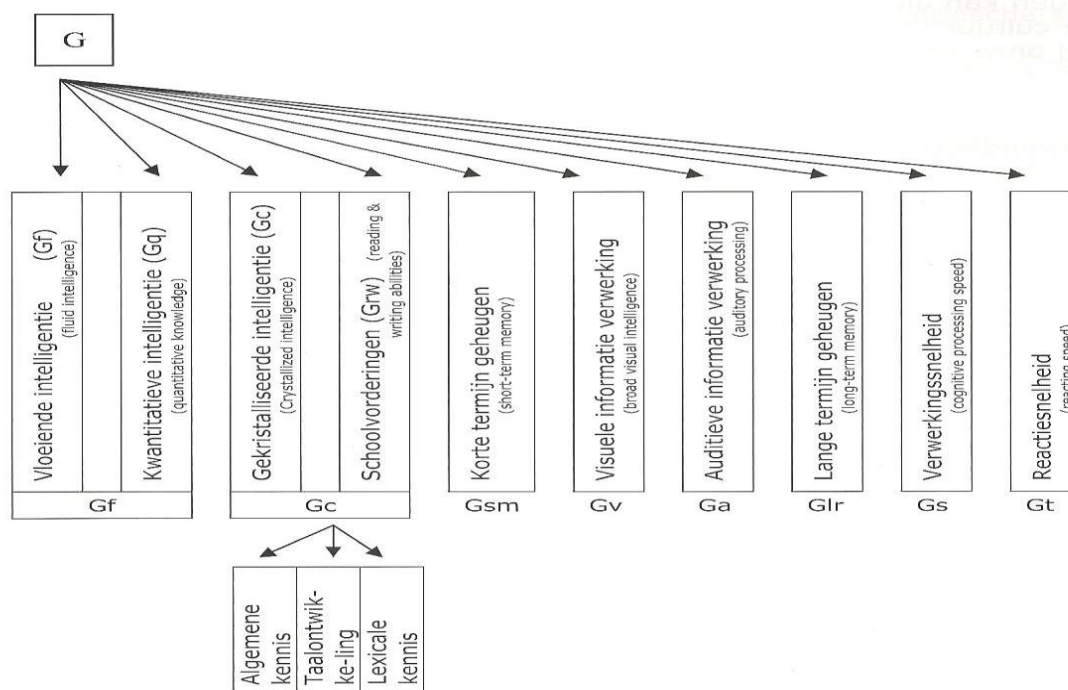 G
Vloeiende intelligentie (Gf)
(fluid intelligence)
Kwantitatieve intelligentie (Gq)
(quantitative knowledge)
Gekristalliseerde intelligentie (Gc)
(Crystallized intelligence)
Schoolvorderingen (Grw) (reading &
writing abilities)
Korte termijn geheugen
(short-term memory)
Visuele informatie verwerking
(broad visual intelligence)
Auditieve informatie verwerking
(auditory processing)
Lange termijn geheugen
(long-term memory)
Verwerkingssnelheid
(cognitive processing speed)
Reactiesnelheid
(reacting speed)
Gf
Gc
Gsm
Gv
Ga
Glr
Gs
Gt
Algemene
kennis
Taalontwik-
ke-ling
Lexicale
kennis